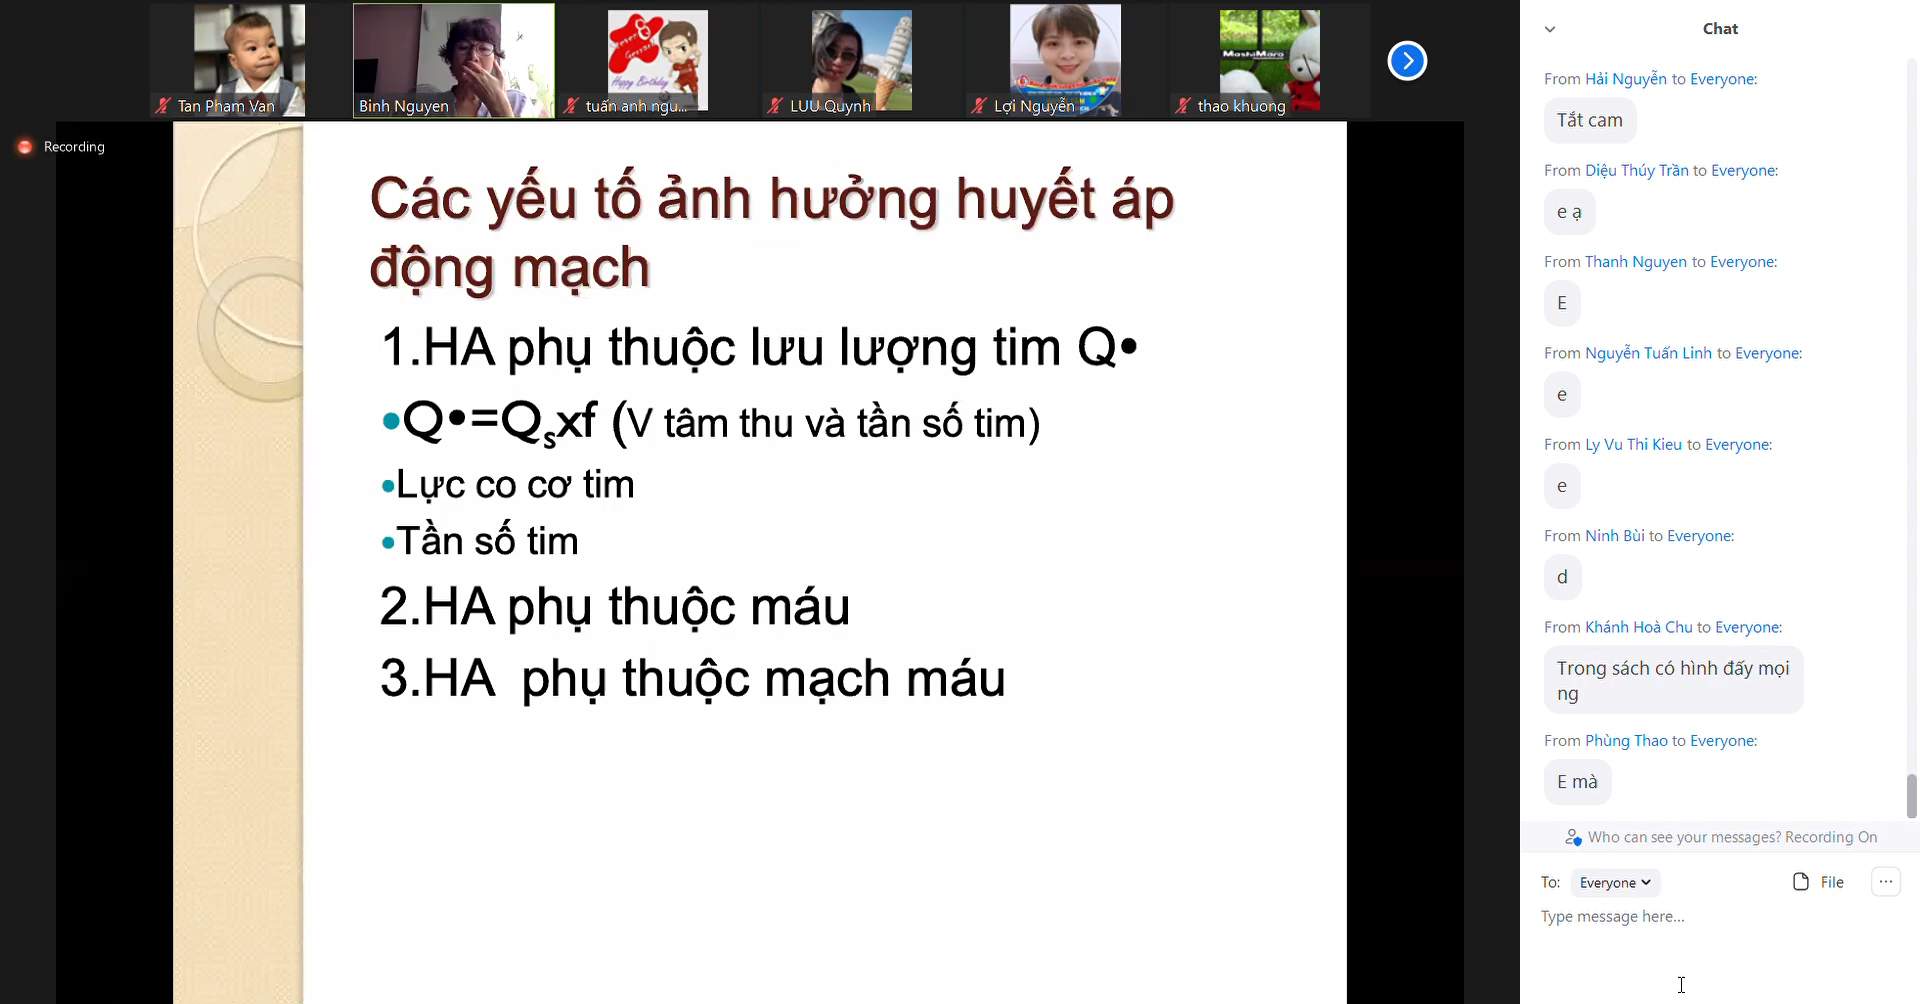 Tan Pham Van
Binh Nguyen
tuấn anh ngu...
LUU Quynh
Lợi Nguyễn
thao khuong
Happy Birthday
MashiMaro
Recording
Các yếu tố ảnh hưởng huyết áp
động mạch
1.HA phụ thuộc lưu lượng tim Q•
•Q•=Qsxf (V tâm thu và tần số tim)
•Lực co cơ tim
•Tần số tim
2.HA phụ thuộc máu
3.HA phụ thuộc mạch máu
Chat
From Hải Nguyễn to Everyone:
Tắt cam
From Diệu Thúy Trần to Everyone:
e ạ
From Thanh Nguyen to Everyone:
E
From Nguyễn Tuấn Linh to Everyone:
e
From Ly Vu Thi Kieu to Everyone:
e
From Ninh Bùi to Everyone:
d
From Khánh Hoà Chu to Everyone:
Trong sách có hình đấy mọi
ng
From Phùng Thao to Everyone:
E mà
Who can see your messages? Recording On
To: Everyone File ...
Type message here...